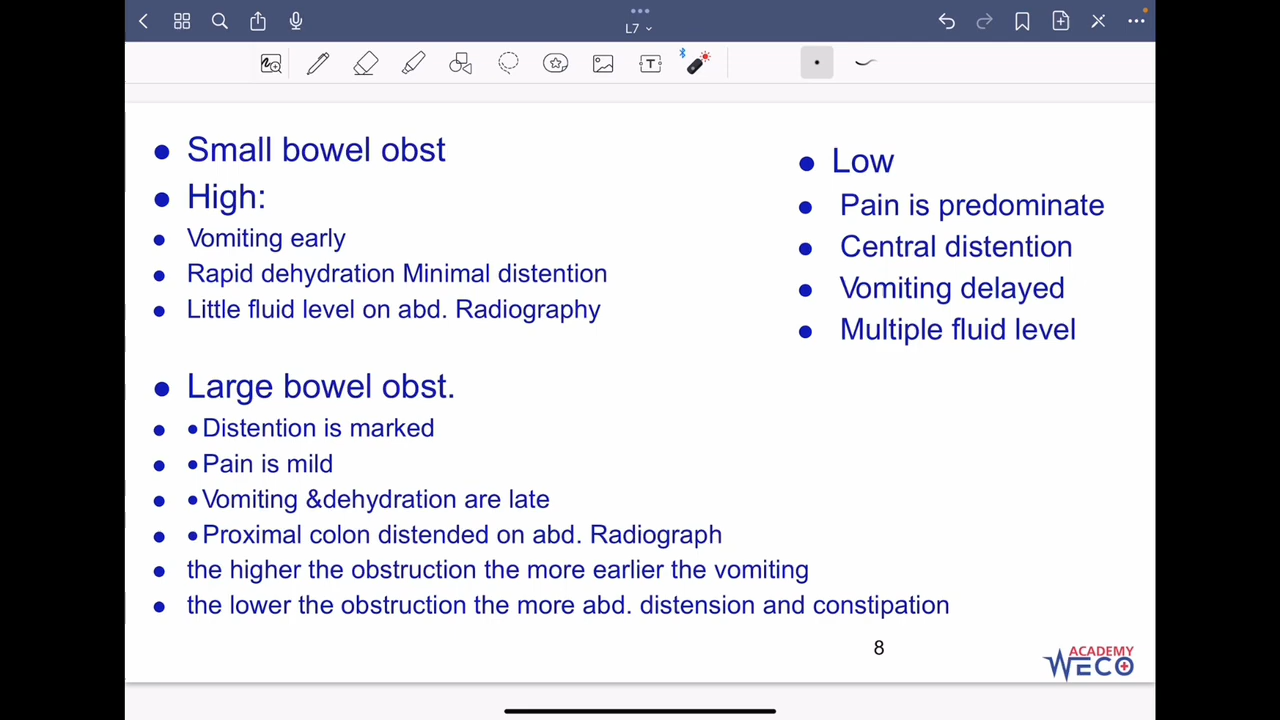 L7
Small bowel obst
High:
Vomiting early
Rapid dehydration Minimal distention
Little fluid level on abd. Radiography
Low
Pain is predominate
Central distention
Vomiting delayed
Multiple fluid level
Large bowel obst.
•Distention is marked
•Pain is mild
•Vomiting &dehydration are late
•Proximal colon distended on abd. Radiograph
the higher the obstruction the more earlier the vomiting
the lower the obstruction the more abd. distension and constipation
8
ACADEMY
WECO